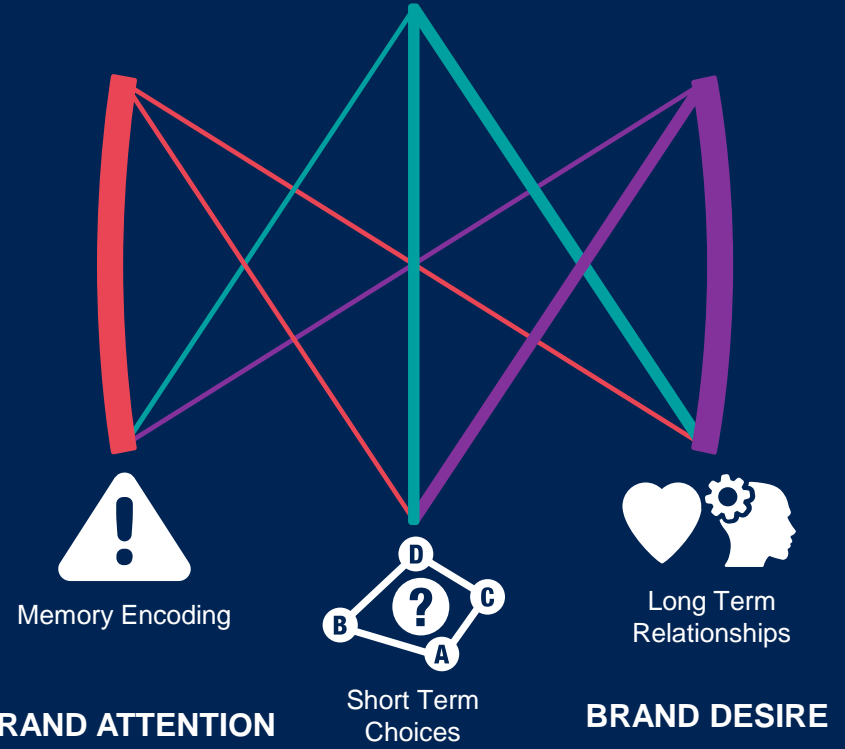 !
D
C
?
B
A
Memory Encoding
Long Term
Relationships
Short Term
Choices
RAND ATTENTION
BRAND DESIRE